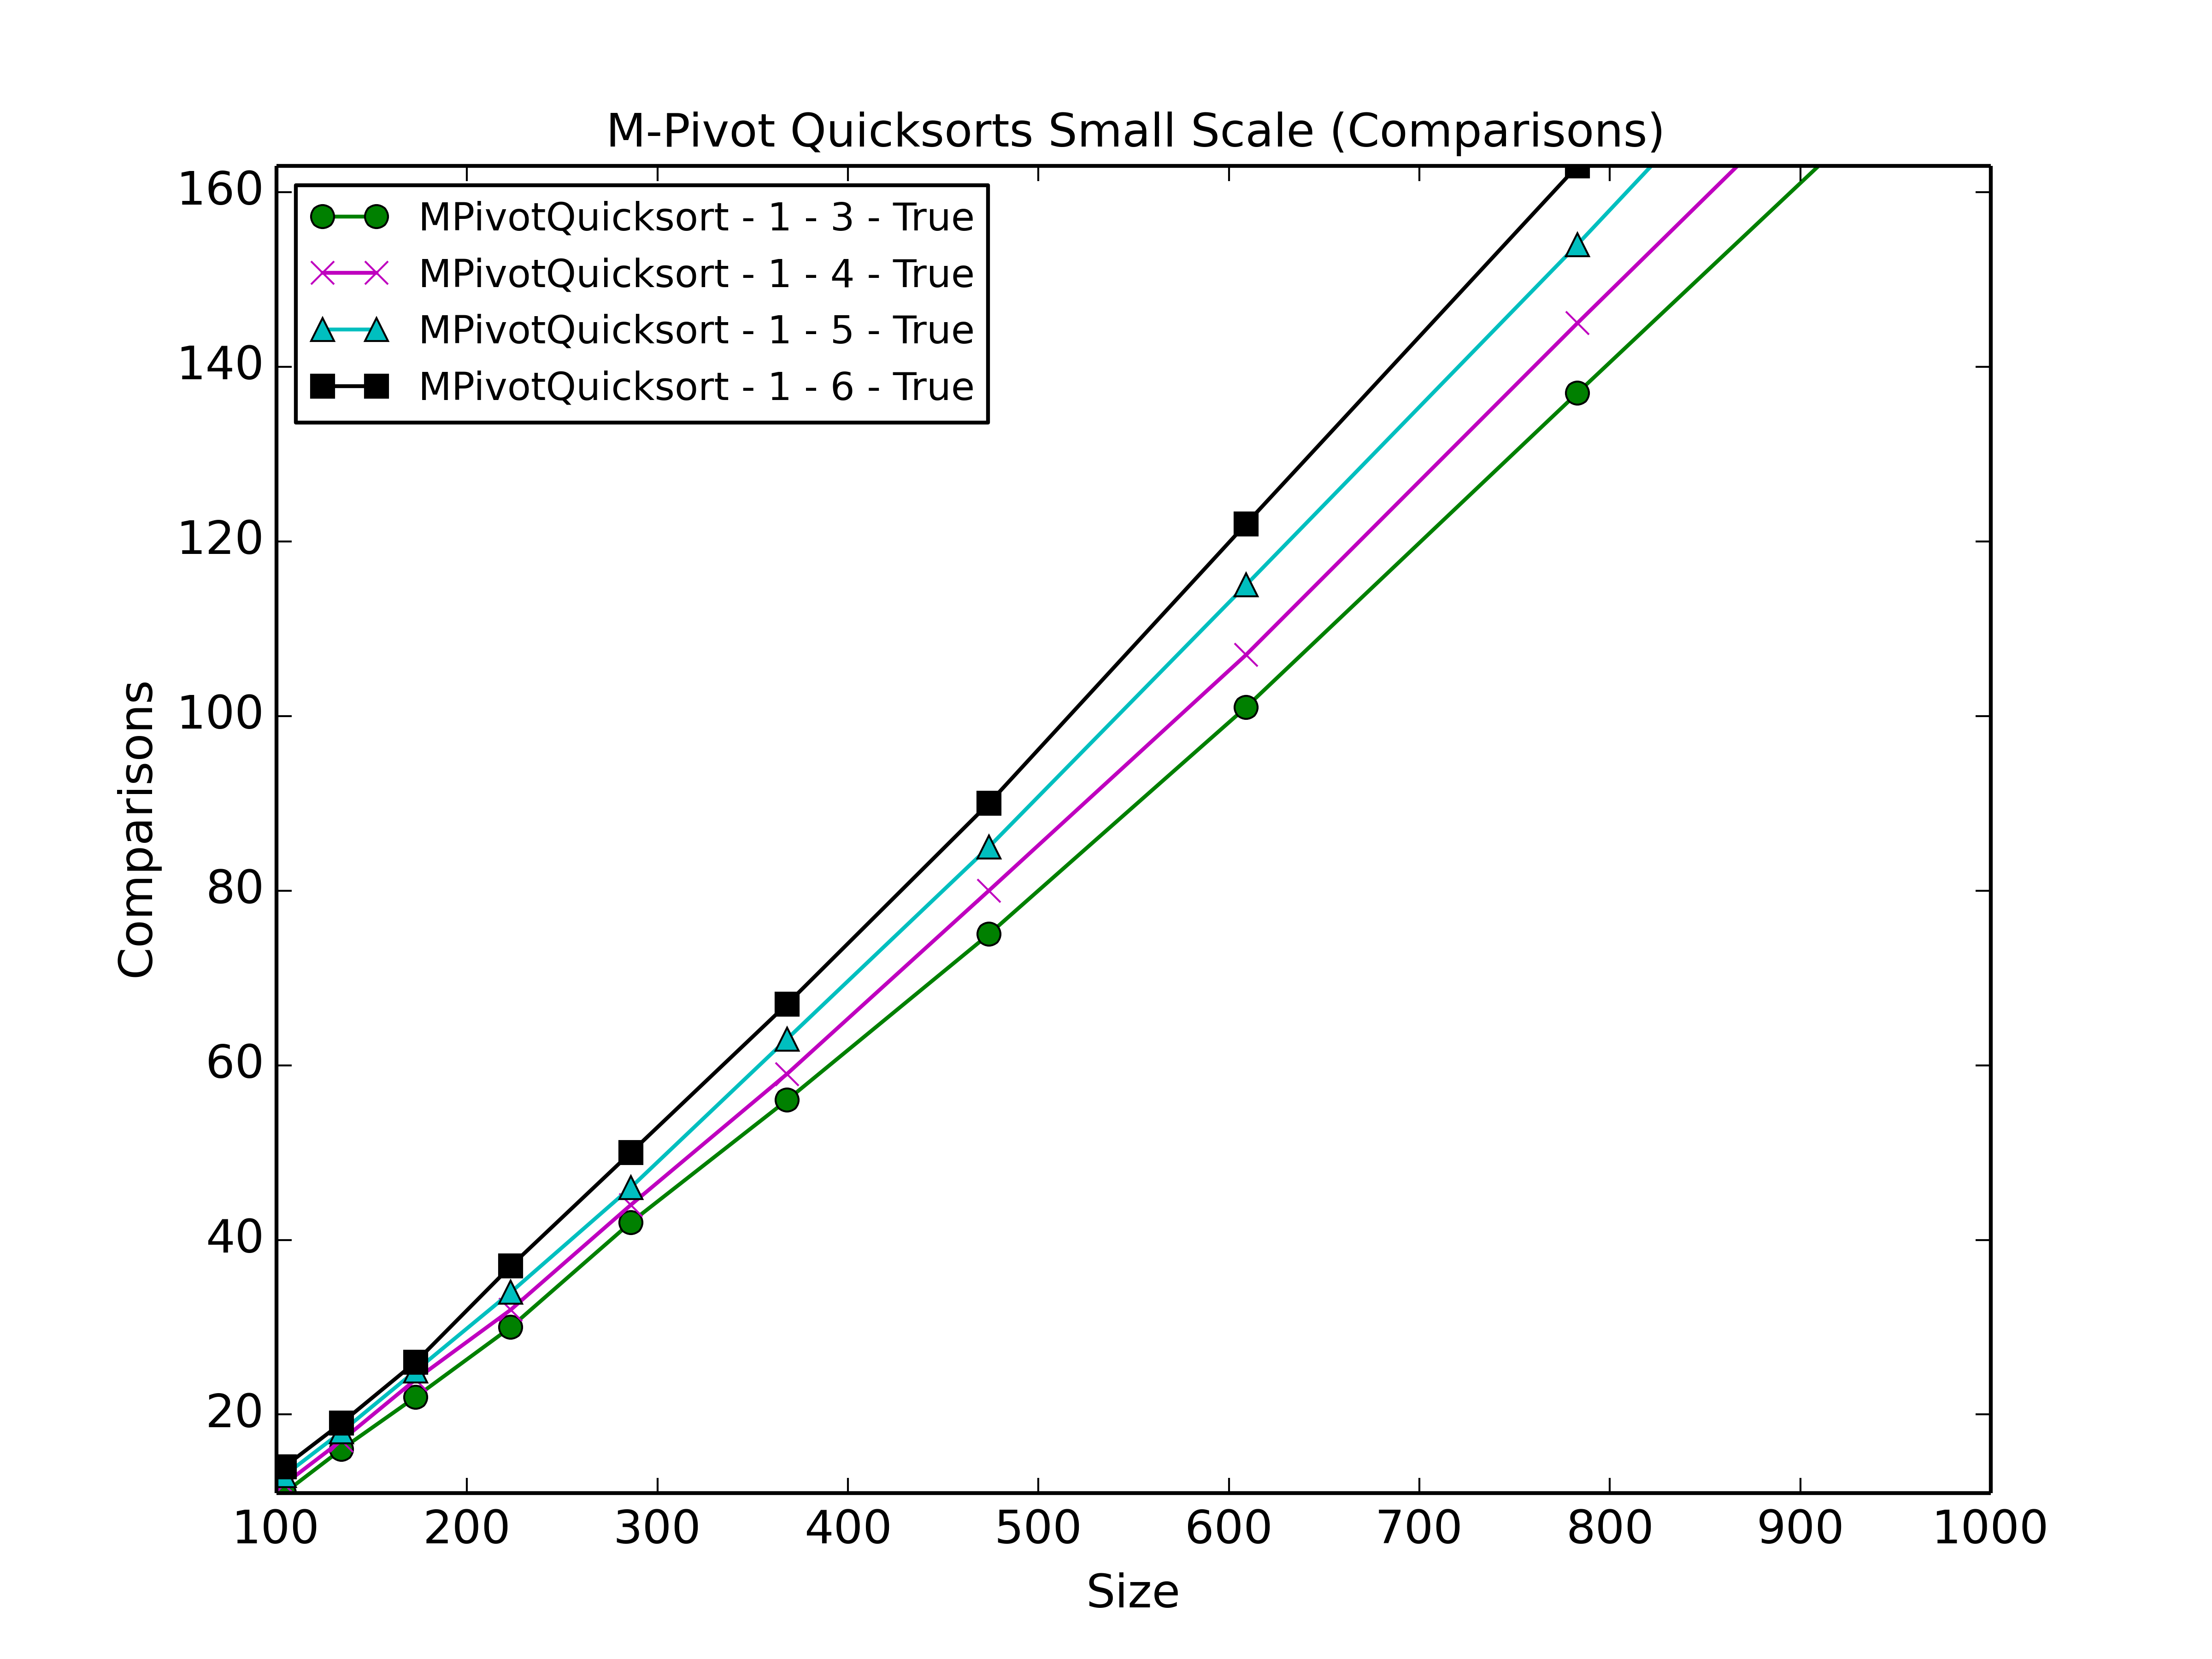 M-Pivot Quicksorts Small Scale (Comparisons)
160
140
120
100
80
60
40
20
Comparisons
MPivotQuicksort - 1 - 3 - True
MPivotQuicksort - 1 - 4 - True
MPivotQuicksort - 1 - 5 - True
MPivotQuicksort - 1 - 6 - True
100 200 300 400 500 600 700 800 900 1000
Size